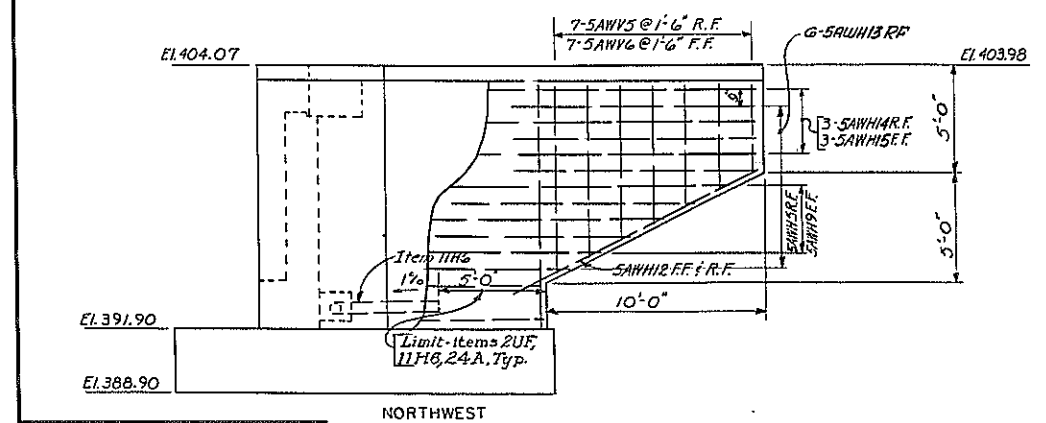 7-5AWV5 @ 1'-6" R.F.
7-5AWV6 @ 1'-6" F.F.
6-5AWH13 RF
El. 404.07
El. 403.98
9"
3-5AWH14 R.F.
3-5AWH15 F.F.
5'-0"
5AWH5 R.F.
5AWH9 F.F.
5'-0"
Item 11H6
5AWH12 F.F. & R.F.
1%
5'-0"
10'-0"
El. 391.90
Limit-items 2UF,
11H6, 24A, Typ.
El. 388.90
NORTHWEST